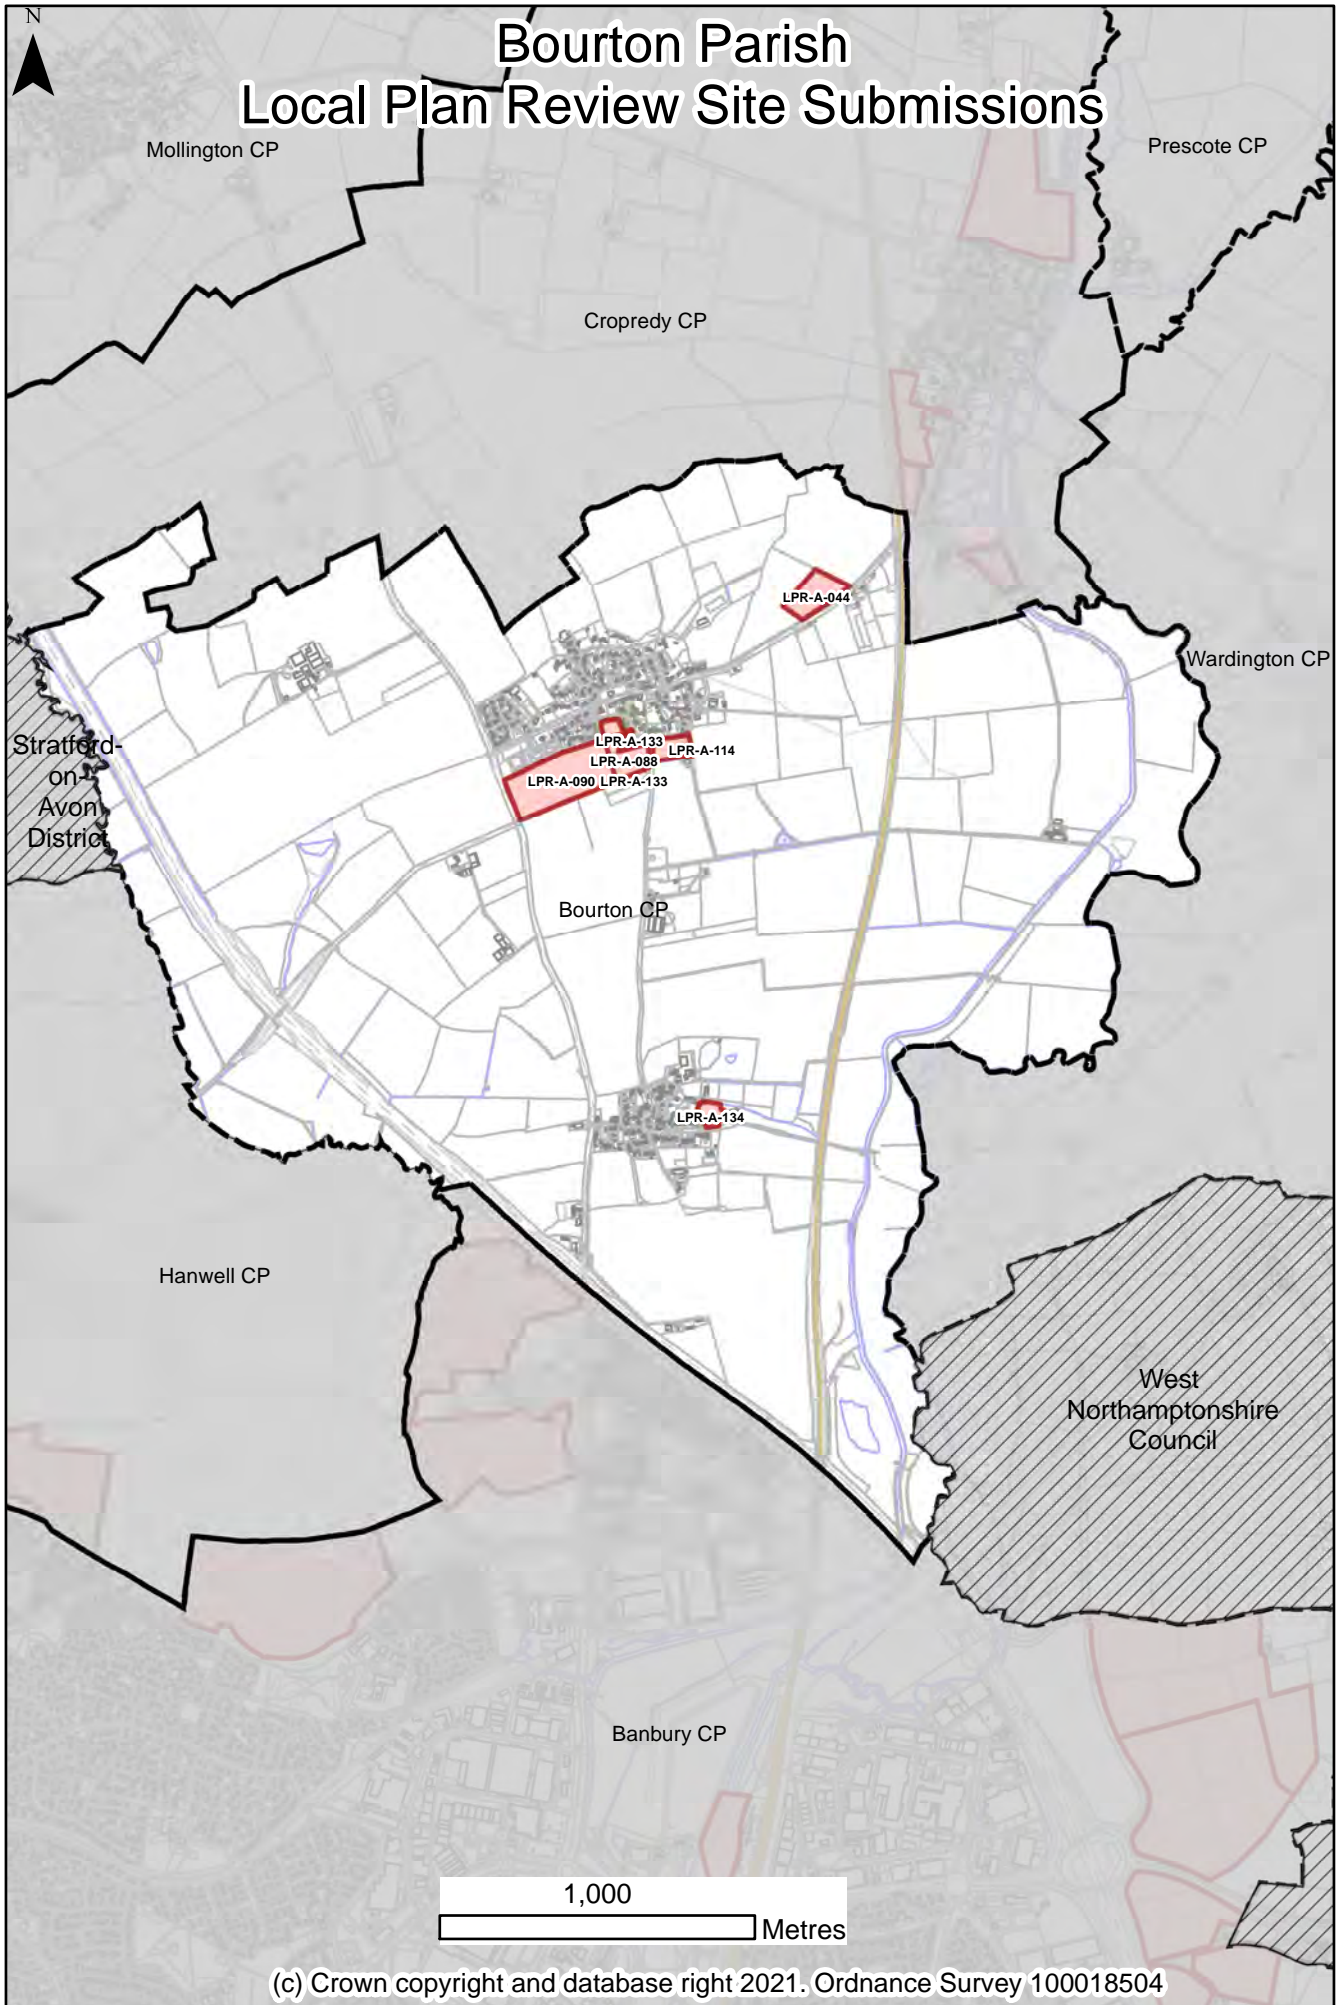 N
Bourton Parish
Local Plan Review Site Submissions
Mollington CP
Prescote CP
Cropredy CP
LPR-A-044
Wardington CP
Stratford-
on-
Avon
District
LPR-A-133
LPR-A-114
LPR-A-088
LPR-A-090
LPR-A-133
Bourton CP
LPR-A-134
Hanwell CP
West
Northamptonshire
Council
Banbury CP
1,000
Metres
(c) Crown copyright and database right 2021. Ordnance Survey 100018504